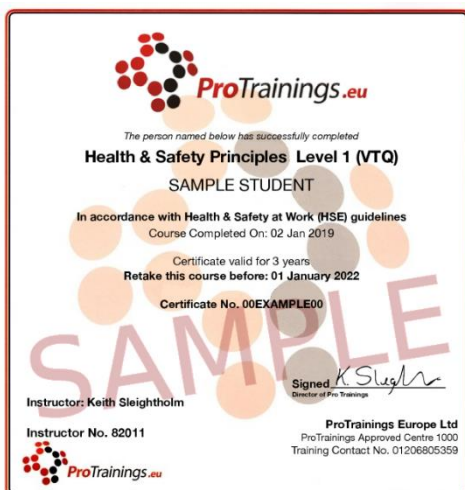 ProTrainings.eu
The person named below has successfully completed
Health & Safety Principles Level 1 (VTQ)
SAMPLE STUDENT
In accordance with Health & Safety at Work (HSE) guidelines
Course Completed On: 02 Jan 2019
Certificate valid for 3 years
Retake this course before: 01 January 2022
Certificate No. 00EXAMPLE00
SAMPLE
Signed K. Sleigh
Director of Pro Trainings
Instructor: Keith Sleightholm
Instructor No. 82011
ProTrainings Europe Ltd
ProTrainings Approved Centre 1000
Training Contact No. 01206805359
ProTrainings.eu